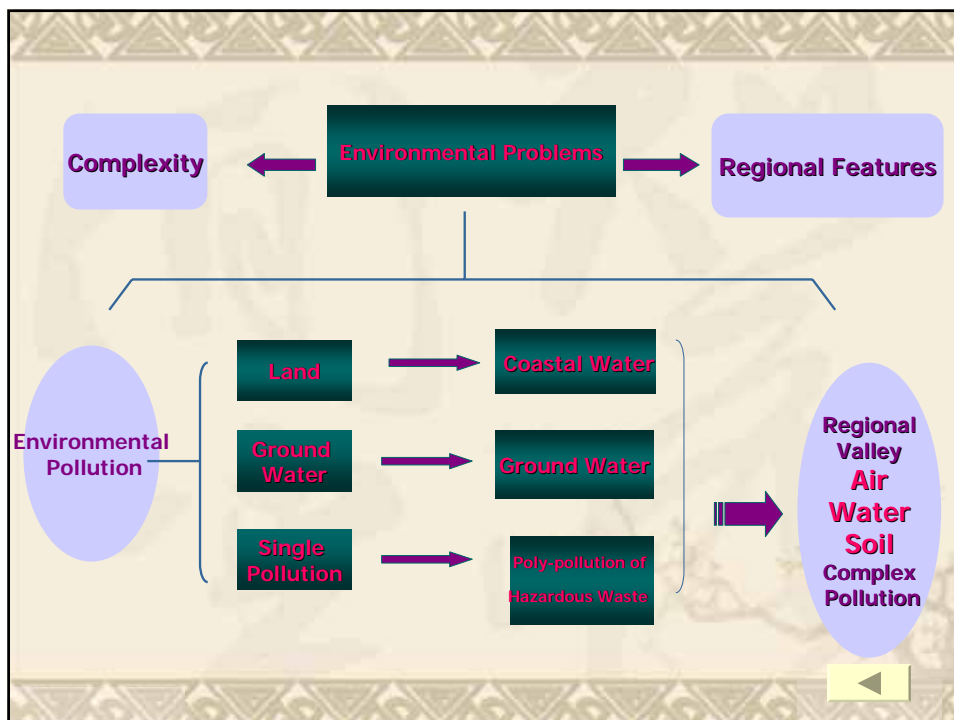 Complexity
Environmental Problems
Regional Features
Environmental
Pollution
Land
Coastal Water
Ground
Water
Ground Water
Single
Pollution
Poly-pollution of
Hazardous Waste
Regional
Valley
Air
Water
Soil
Complex
Pollution